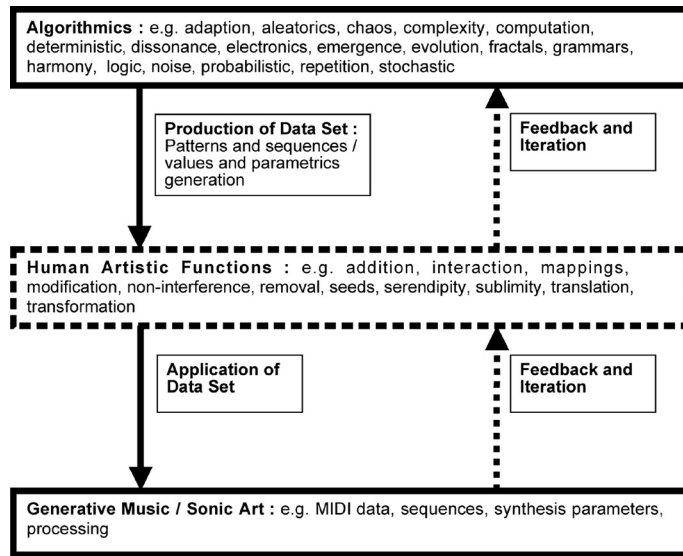 Algorithmics : e.g. adaption, aleatorics, chaos, complexity, computation,
deterministic, dissonance, electronics, emergence, evolution, fractals, grammars,
harmony, logic, noise, probabilistic, repetition, stochastic
Production of Data Set :
Patterns and sequences /
values and parametrics
generation
Feedback and
Iteration
Human Artistic Functions : e.g. addition, interaction, mappings,
modification, non-interference, removal, seeds, serendipity, sublimity, translation,
transformation
Application of
Data Set
Feedback and
Iteration
Generative Music / Sonic Art : e.g. MIDI data, sequences, synthesis parameters,
processing